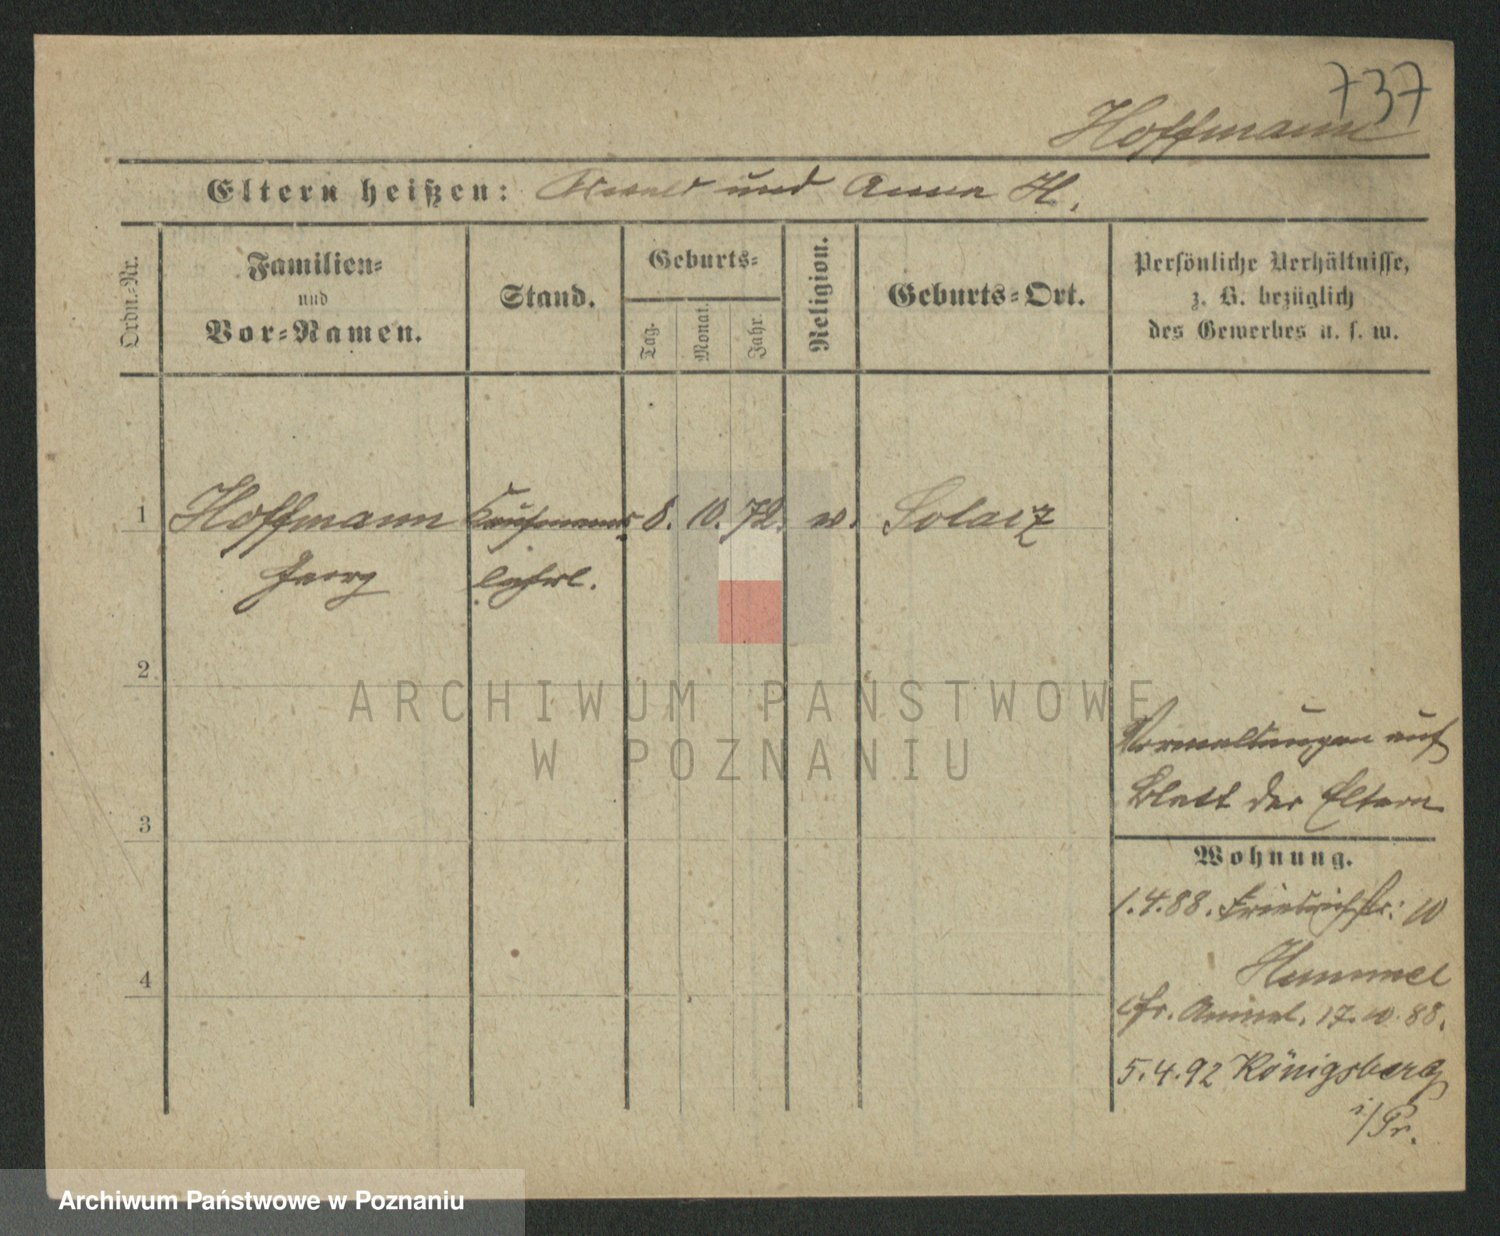 737
Hoffmann
Eltern heißen: und Anna H.
Ordn.-Nr.
Familien-
und
Vor-Namen.
Stand.
Geburts-
Tag.
Monat.
Jahr.
Religion.
Geburts-Ort.
Persönliche Verhältnisse,
z. B. bezüglich
des Gewerbes u. s. w.
1 Hoffmann Kaufmanns 8. 10. 72. ev. Solacz
Georg lehrl.
2
3
4
auf
Blatt der Eltern
Wohnung.
1.4.88. Friedrichstr: 10
Hummel
17.10.88.
5.4.92 Königsberg
i/Pr.
ARCHIWUM PAŃSTWOWE
W POZNANIU
Archiwum Państwowe w Poznaniu